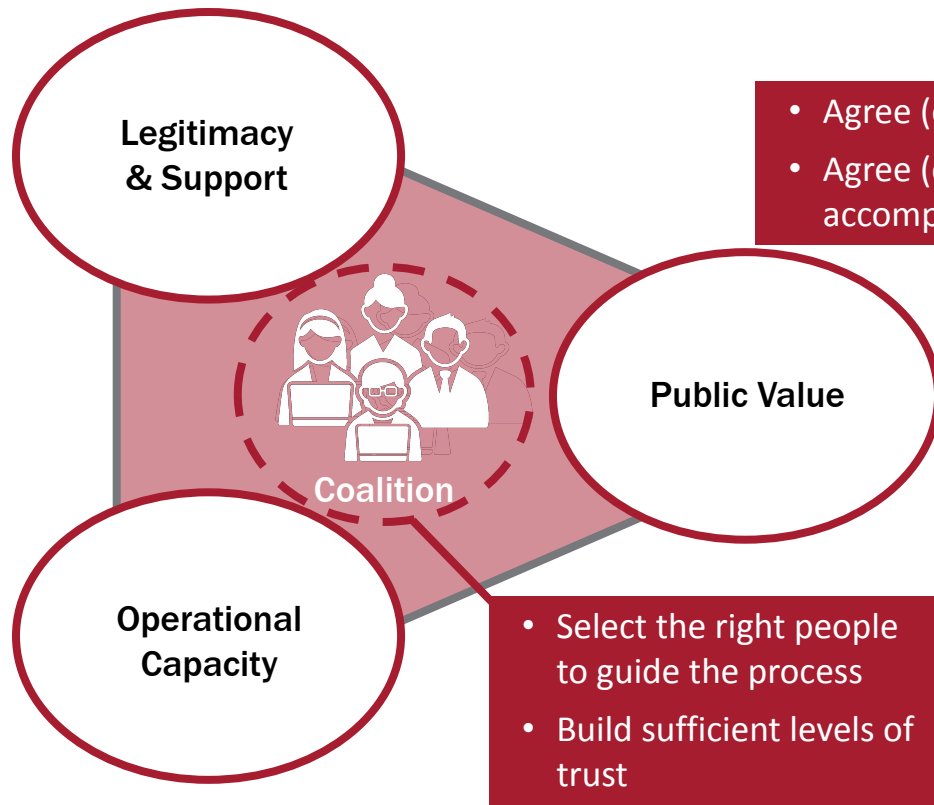 Legitimacy
& Support
• Agree (
• Agree (
accomp
Public Value
Coalition
Operational
Capacity
• Select the right people
to guide the process
• Build sufficient levels of
trust